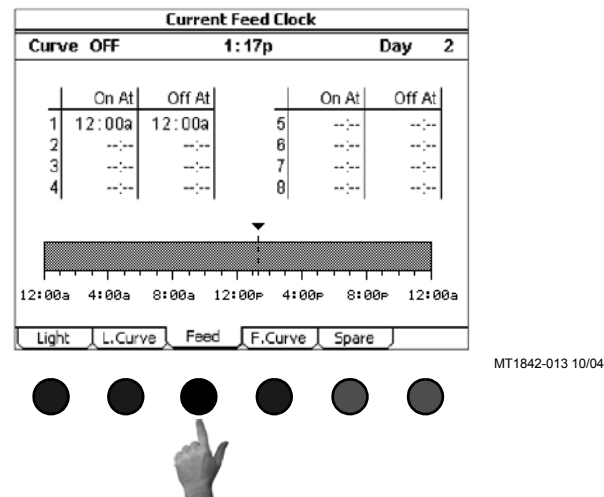 Current Feed Clock
Curve OFF 1:17p Day 2
On At Off At On At Off At
1 12:00a 12:00a 5 --:-- --:--
2 --:-- --:-- 6 --:-- --:--
3 --:-- --:-- 7 --:-- --:--
4 --:-- --:-- 8 --:-- --:--
12:00a 4:00a 8:00a 12:00p 4:00p 8:00p 12:00a
Light L.Curve Feed F.Curve Spare
MT1842-013 10/04